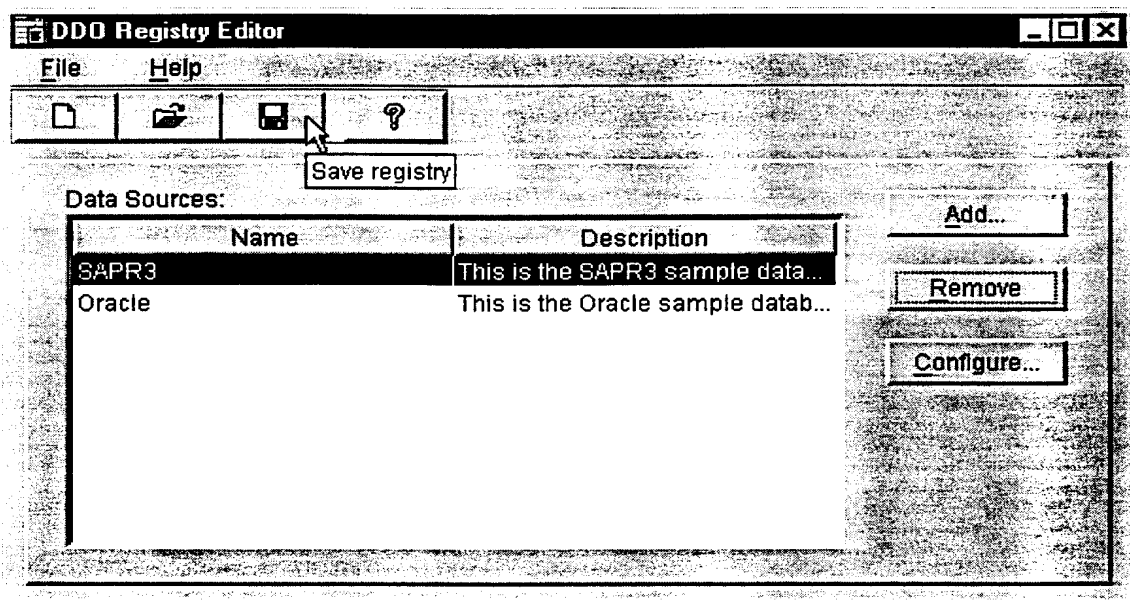 DDO Registry Editor
File Help
Save registry
Data Sources:
Name Description
SAPR3 This is the SAPR3 sample data...
Oracle This is the Oracle sample datab...
Add...
Remove
Configure...